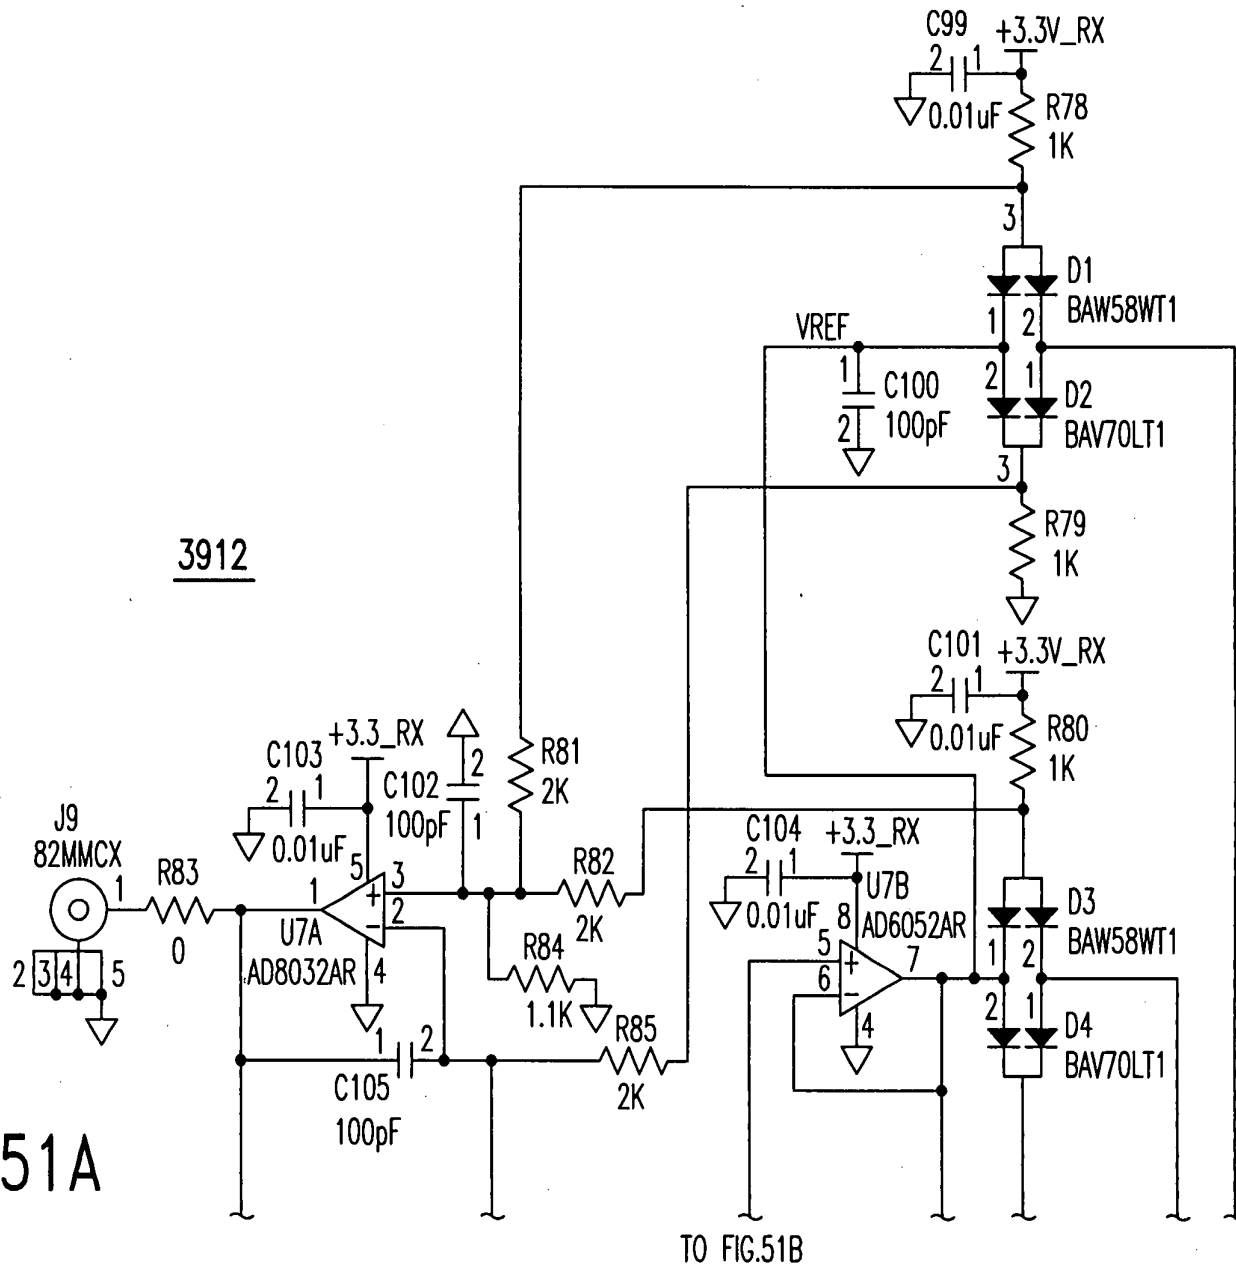 C99 +3.3V_RX
2 1
0.01uF
R78
1K
3
D1
BAW58WT1
1 2
VREF
1
C100
100pF
2
2 1
D2
BAV70LT1
3
R79
1K
3912
C101 +3.3V_RX
2 1
0.01uF
R80
1K
+3.3_RX
C103
2 1
0.01uF
C102
100pF
2
1
R81
2K
J9
82MMCX
1
R83
0
2 3 4 5
1
5
3
2
U7A
AD8032AR
4
R82
2K
R84
1.1K
R85
2K
1 2
C105
100pF
C104 +3.3_RX
2 1
0.01uF
U7B
AD6052AR
8
5
6
7
4
D3
BAW58WT1
1 2
2 1
D4
BAV70LT1
51A
TO FIG.51B